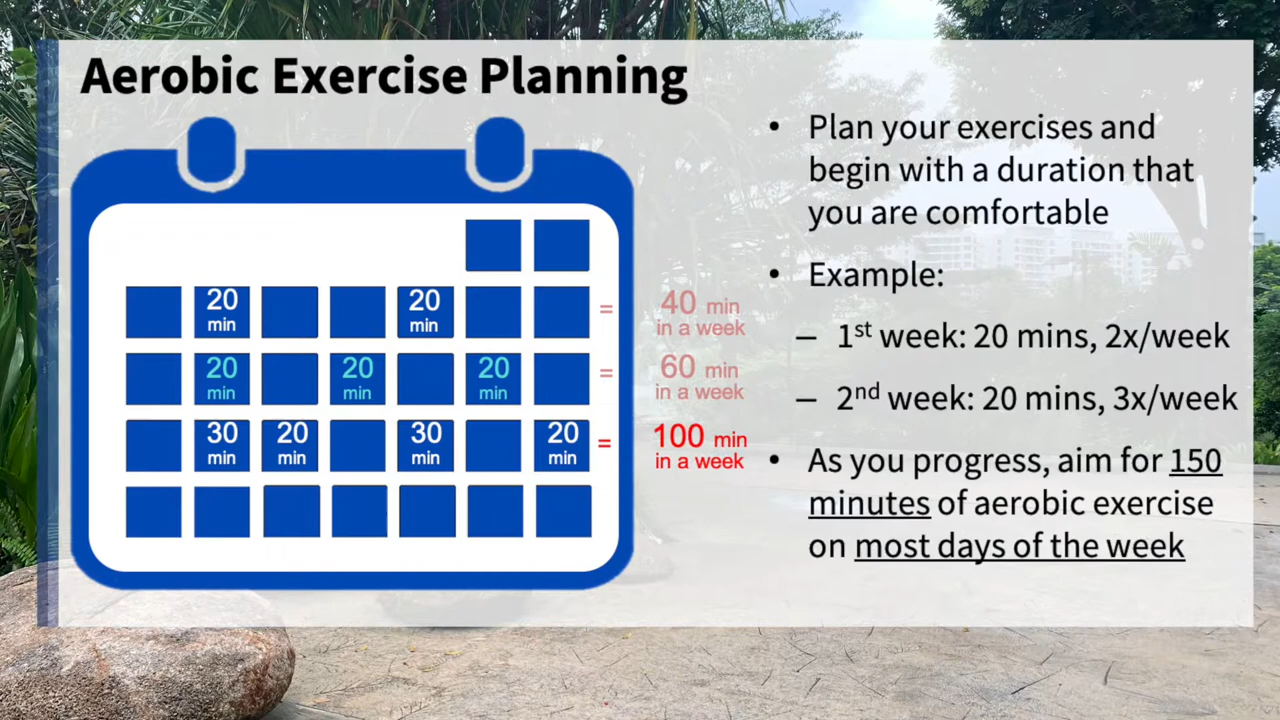 Aerobic Exercise Planning
20 min 20 min = 40 min in a week
20 min 20 min 20 min = 60 min in a week
30 min 20 min 30 min 20 min = 100 min in a week
• Plan your exercises and
begin with a duration that
you are comfortable
• Example:
– 1st week: 20 mins, 2x/week
– 2nd week: 20 mins, 3x/week
• As you progress, aim for 150
minutes of aerobic exercise
on most days of the week